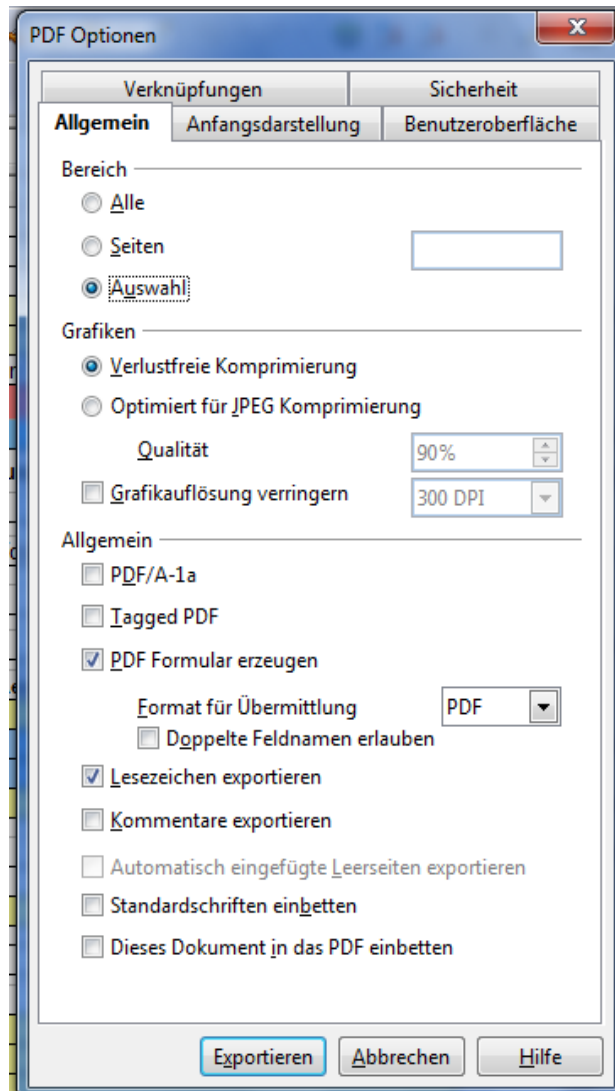 PDF Optionen
Verknüpfungen Sicherheit
Allgemein Anfangsdarstellung Benutzeroberfläche
Bereich
Alle
Seiten
Auswahl
Grafiken
Verlustfreie Komprimierung
Optimiert für JPEG Komprimierung
Qualität 90%
Grafikauflösung verringern 300 DPI
Allgemein
PDF/A-1a
Tagged PDF
PDF Formular erzeugen
Format für Übermittlung PDF
Doppelte Feldnamen erlauben
Lesezeichen exportieren
Kommentare exportieren
Automatisch eingefügte Leerseiten exportieren
Standardschriften einbetten
Dieses Dokument in das PDF einbetten
Exportieren Abbrechen Hilfe